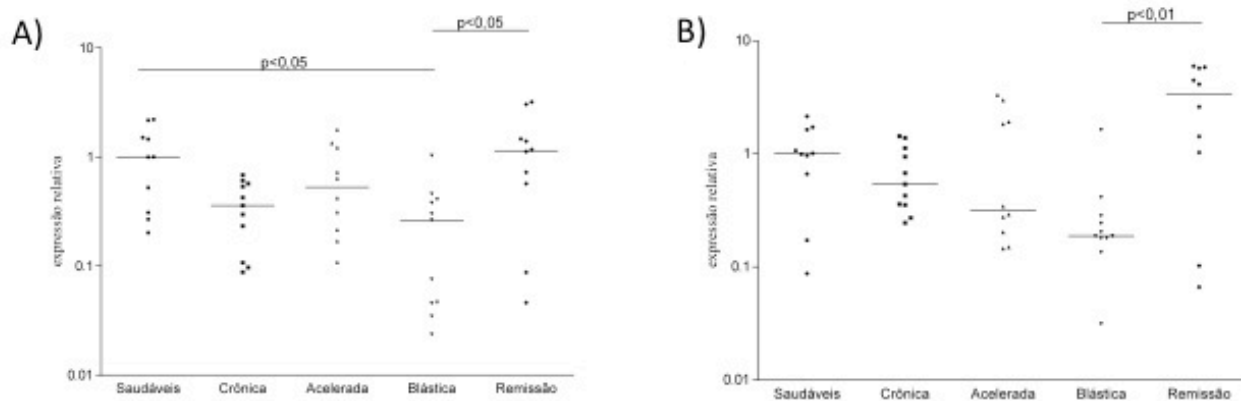 A)
p<0,05
p<0,05
10
1
0.1
0.01
expressão relativa
Saudáveis Crônica Acelerada Blástica Remissão
B)
p<0,01
10
1
0.1
0.01
expressão relativa
Saudáveis Crônica Acelerada Blástica Remissão